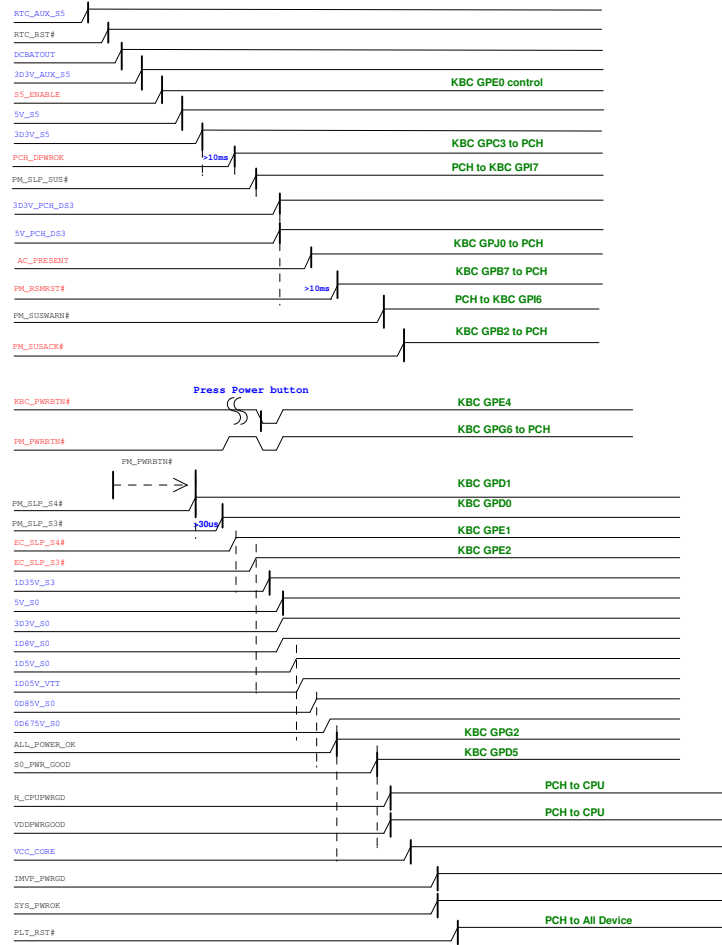 RTC_AUX_S5
RTC_RST#
DCBATOUT
3D3V_AUX_S5
KBC GPE0 control
S5_ENABLE
5V_S5
3D3V_S5
KBC GPC3 to PCH
PCH_DPWROK
>10ms
PCH to KBC GPI7
PM_SLP_SUS#
3D3V_PCH_DS3
5V_PCH_DS3
KBC GPJ0 to PCH
AC_PRESENT
KBC GPB7 to PCH
PM_RSMRST#
>10ms
PCH to KBC GPI6
PM_SUSWARN#
KBC GPB2 to PCH
PM_SUSACK#
Press Power button
KBC_PWRBTN#
KBC GPE4
KBC GPG6 to PCH
PM_PWRBTN#
PM_PWRBTN#
KBC GPD1
PM_SLP_S4#
KBC GPD0
PM_SLP_S3#
>30us
KBC GPE1
EC_SLP_S4#
KBC GPE2
EC_SLP_S3#
1D35V_S3
5V_S0
3D3V_S0
1D8V_S0
1D5V_S0
1D05V_VTT
0D85V_S0
0D675V_S0
KBC GPG2
ALL_POWER_OK
KBC GPD5
S0_PWR_GOOD
PCH to CPU
H_CPUPWRGD
PCH to CPU
VDDPWRGOOD
VCC_CORE
IMVP_PWRGD
SYS_PWROK
PCH to All Device
PLT_RST#